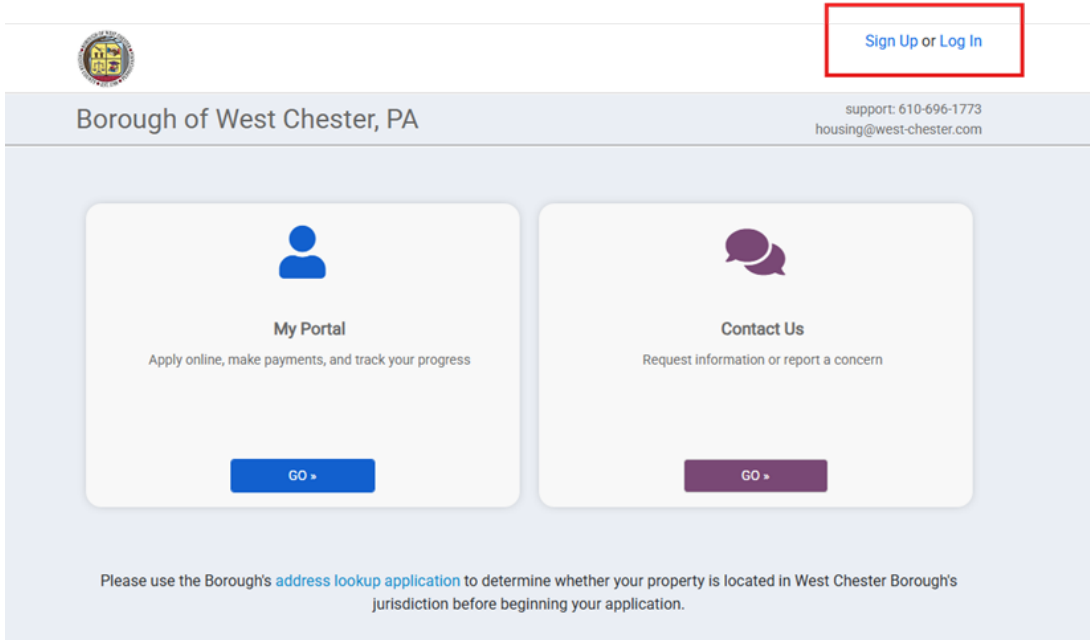 Sign Up or Log In
Borough of West Chester, PA
support: 610-696-1773
housing@west-chester.com
My Portal
Apply online, make payments, and track your progress
GO »
Contact Us
Request information or report a concern
GO »
Please use the Borough's address lookup application to determine whether your property is located in West Chester Borough's
jurisdiction before beginning your application.